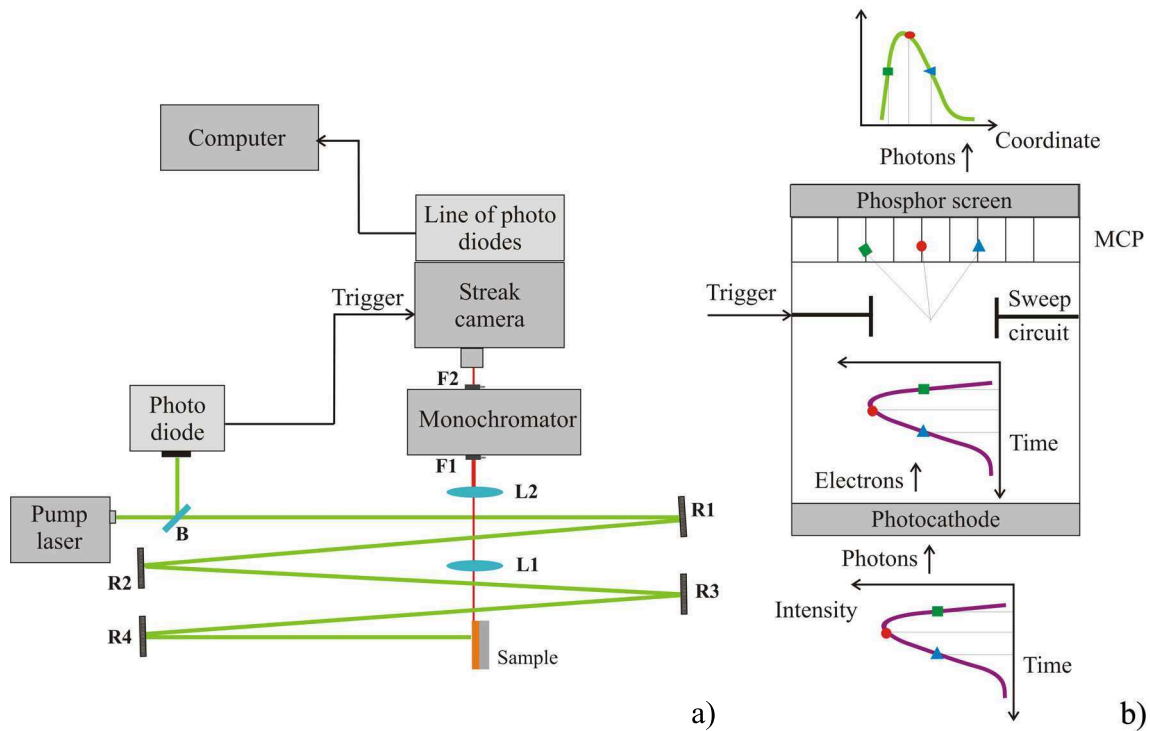 Computer
Line of photo
diodes
Trigger
Streak
camera
F2
Photo
diode
Monochromator
F1
L2
Pump
laser
B
R1
R2
L1
R3
R4
Sample
a)
Coordinate
Photons
Phosphor screen
MCP
Trigger
Sweep
circuit
Time
Electrons
Photocathode
Photons
Intensity
Time
b)